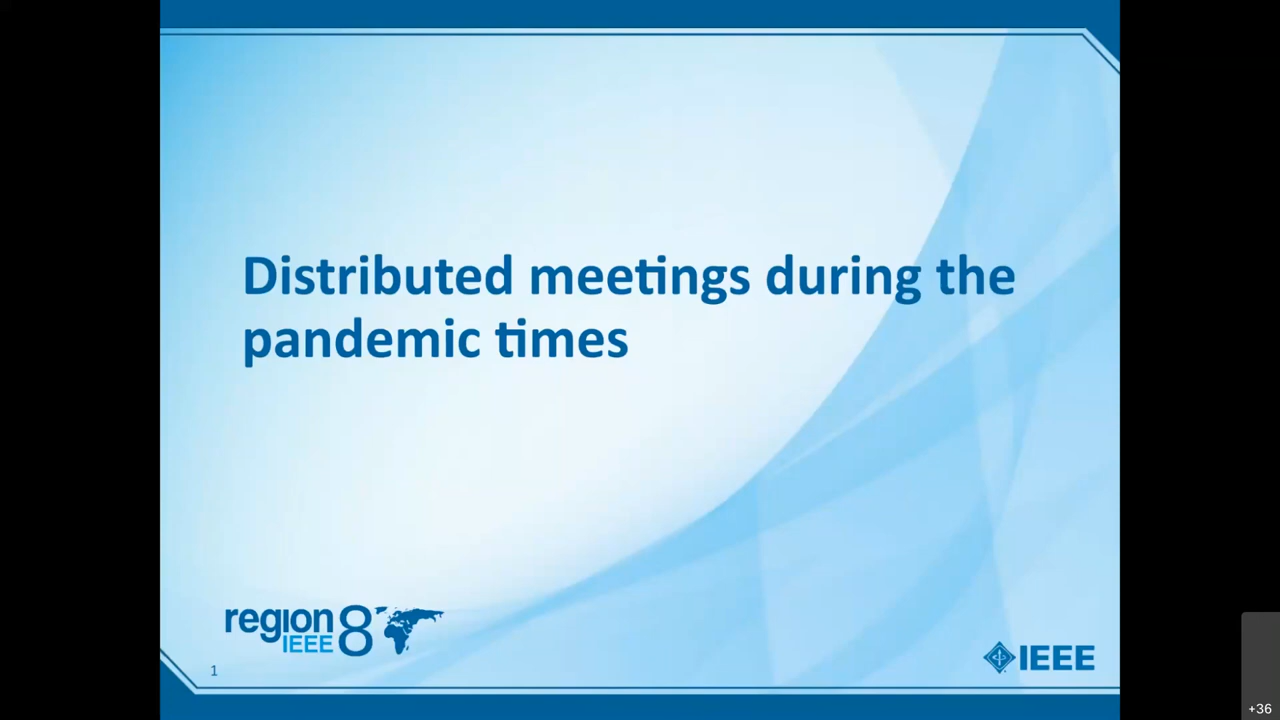 Distributed meetings during the
pandemic times
region 8
IEEE
1
IEEE
+36